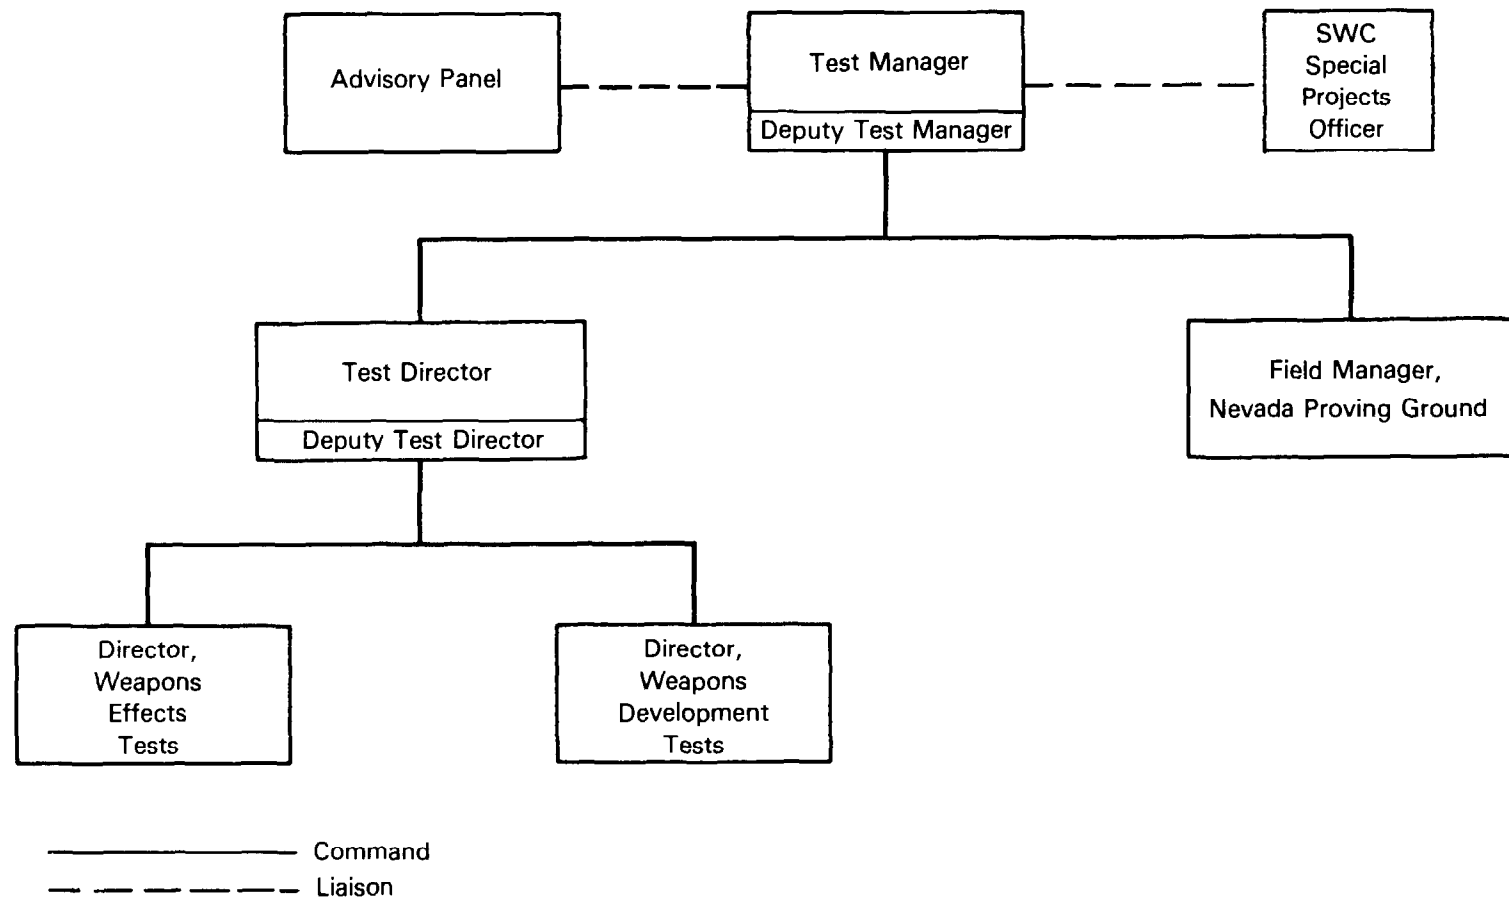 Advisory Panel
Test Manager
Deputy Test Manager
SWC
Special
Projects
Officer
Test Director
Deputy Test Director
Field Manager,
Nevada Proving Ground
Director,
Weapons
Effects
Tests
Director,
Weapons
Development
Tests
Command
Liaison